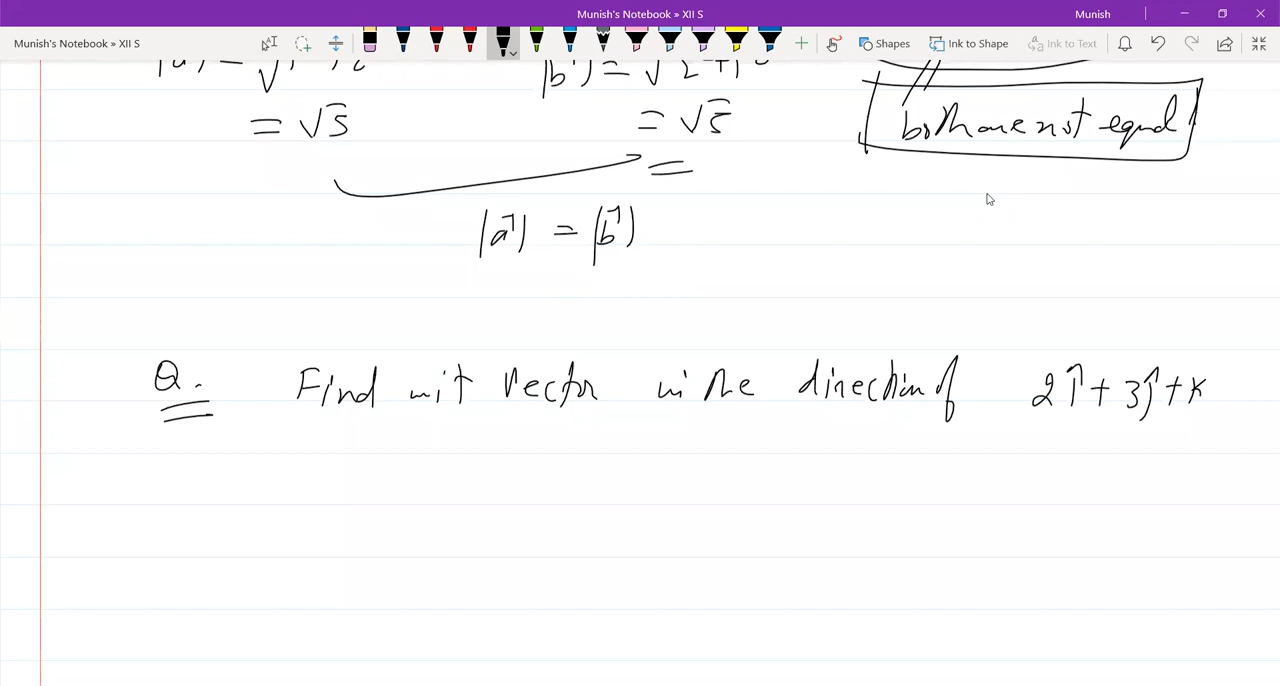 Munish's Notebook » XII S
Munish
Munish's Notebook » XII S
Shapes
Ink to Shape
Ink to Text
= √5
= √5
both are not equal
|a⃗| = |b⃗|
Q. Find unit vector in the direction of 2î + 3ĵ + k